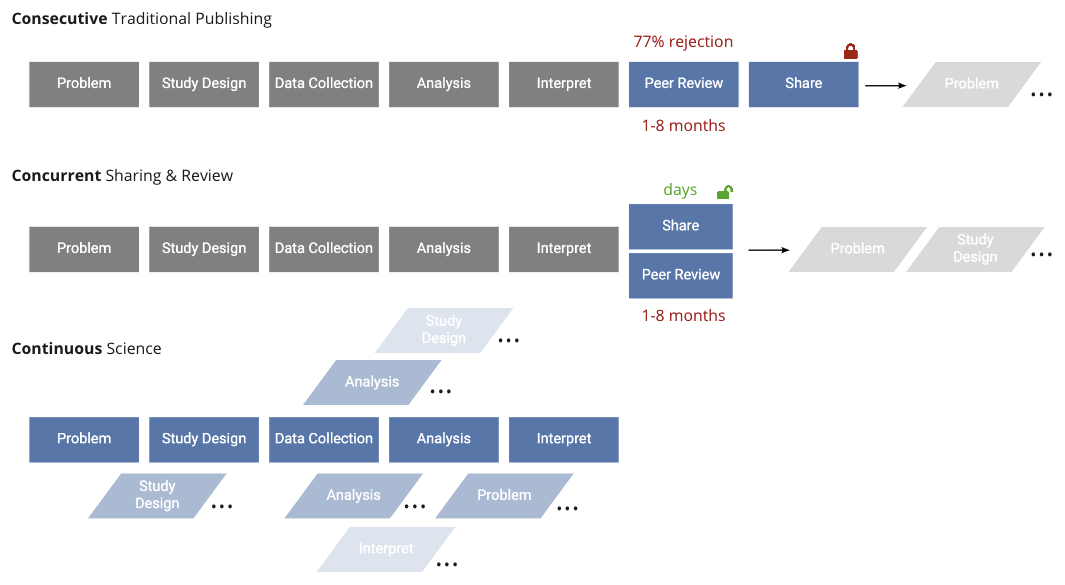 Consecutive Traditional Publishing
77% rejection
Problem
Study Design
Data Collection
Analysis
Interpret
Peer Review
Share
Problem
...
1-8 months
Concurrent Sharing & Review
days
Share
Problem
Study Design
Data Collection
Analysis
Interpret
Peer Review
Problem
Study
Design
...
1-8 months
Study
Design
...
Continuous Science
Analysis
...
Problem
Study Design
Data Collection
Analysis
Interpret
Study
Design
...
Analysis
...
Problem
...
Interpret
...